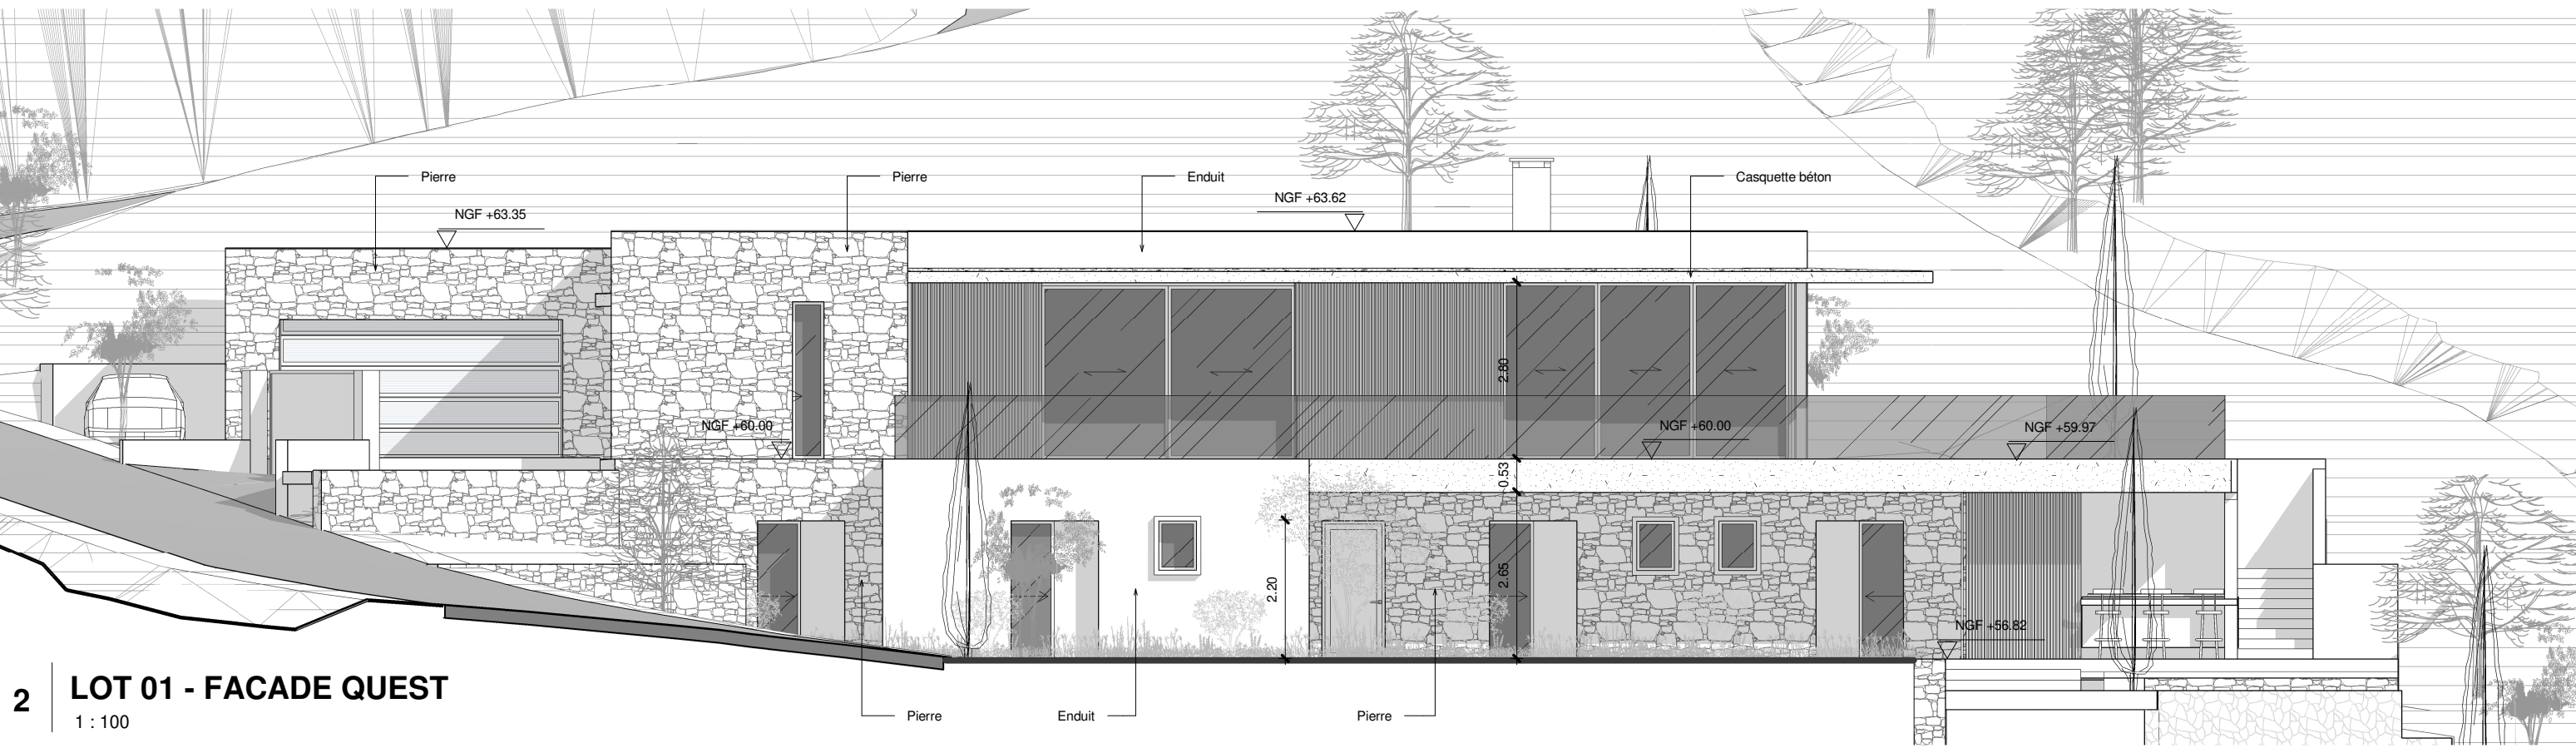 Pierre
Pierre
Enduit
Casquette béton
NGF +63.35
NGF +63.62
2.80
NGF +60.00
NGF +60.00
NGF +59.97
0.53
2.20
2.65
NGF +56.82
2
LOT 01 - FACADE QUEST
1 : 100
Pierre
Enduit
Pierre